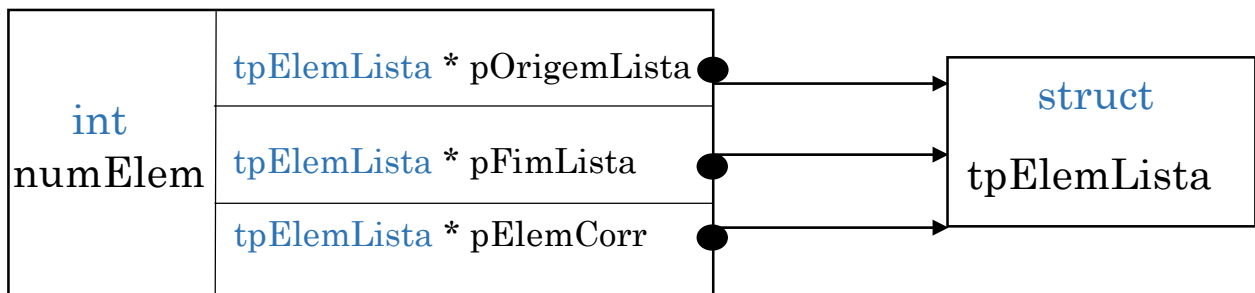 int
numElem
tpElemLista * pOrigemLista
tpElemLista * pFimLista
tpElemLista * pElemCorr
struct
tpElemLista